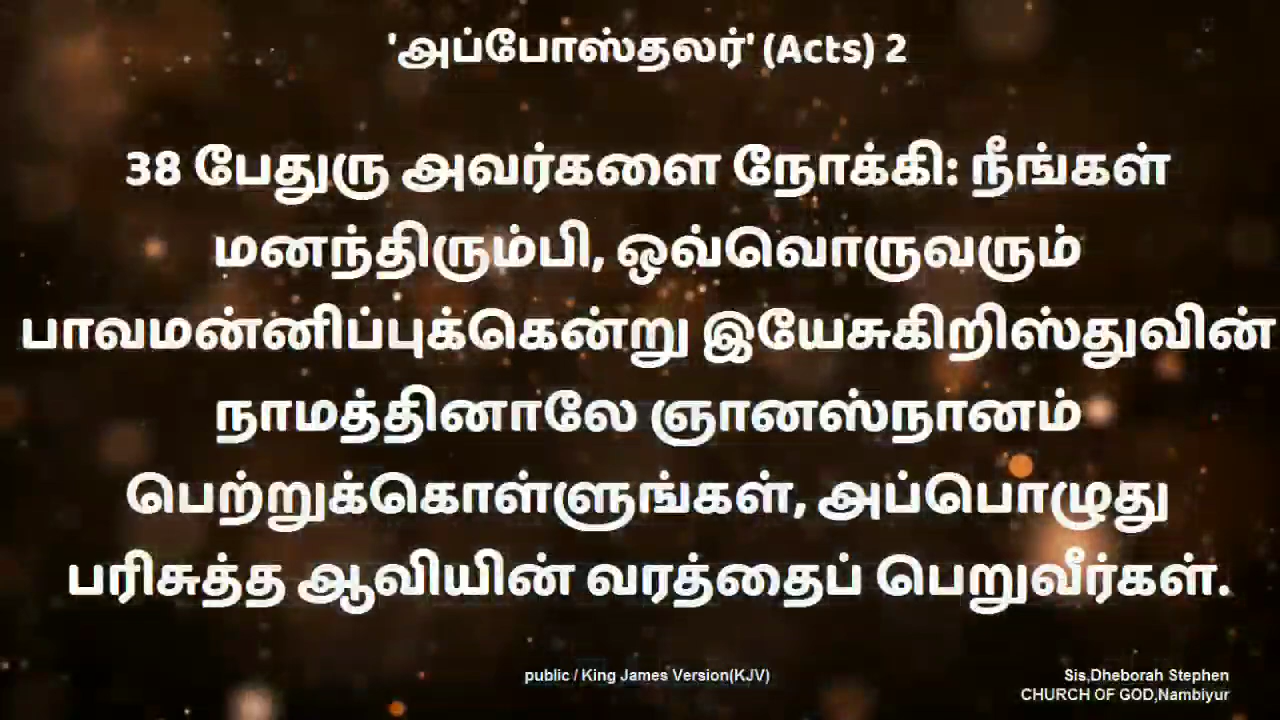 'அப்போஸ்தலர்' (Acts) 2
38 பேதுரு அவர்களை நோக்கி: நீங்கள்
மனந்திரும்பி, ஒவ்வொருவரும்
பாவமன்னிப்புக்கென்று இயேசுகிறிஸ்துவின்
நாமத்தினாலே ஞானஸ்நானம்
பெற்றுக்கொள்ளுங்கள், அப்பொழுது
பரிசுத்த ஆவியின் வரத்தைப் பெறுவீர்கள்.
public / King James Version(KJV)
Sis,Dheborah Stephen
CHURCH OF GOD,Nambiyur